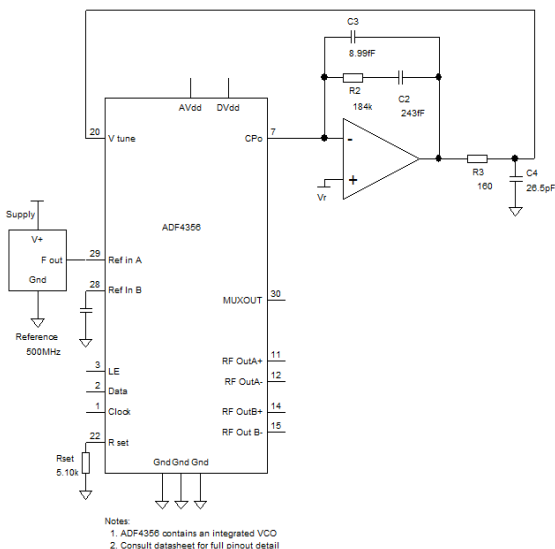 C3
8.99fF
AVdd
DVdd
R2
184k
C2
243fF
20
V tune
CPo
7
-
+
Vr
R3
160
C4
26.5pF
Supply
V+
F out
Gnd
29
Ref in A
ADF4356
28
Ref In B
MUXOUT
30
Reference
500MHz
3
LE
2
Data
1
Clock
22
R set
RF OutA+
11
RF OutA-
12
RF OutB+
14
RF Out B-
15
Rset
5.10k
Gnd Gnd Gnd
Notes:
1. ADF4356 contains an integrated VCO
2. Consult datasheet for full pinout detail